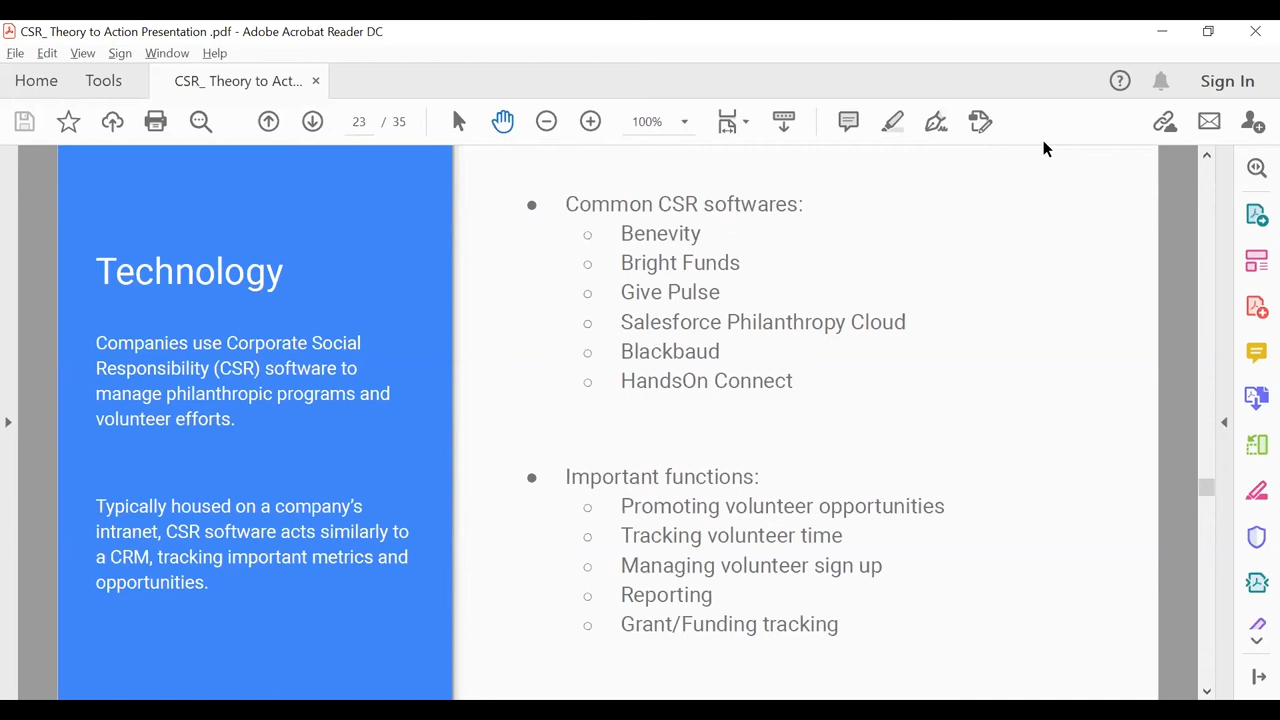 CSR_ Theory to Action Presentation .pdf - Adobe Acrobat Reader DC
File Edit View Sign Window Help
Home Tools CSR_ Theory to Act... × Sign In
23 / 35 100%
Technology
Companies use Corporate Social
Responsibility (CSR) software to
manage philanthropic programs and
volunteer efforts.
Typically housed on a company's
intranet, CSR software acts similarly to
a CRM, tracking important metrics and
opportunities.
● Common CSR softwares:
○ Benevity
○ Bright Funds
○ Give Pulse
○ Salesforce Philanthropy Cloud
○ Blackbaud
○ HandsOn Connect
● Important functions:
○ Promoting volunteer opportunities
○ Tracking volunteer time
○ Managing volunteer sign up
○ Reporting
○ Grant/Funding tracking